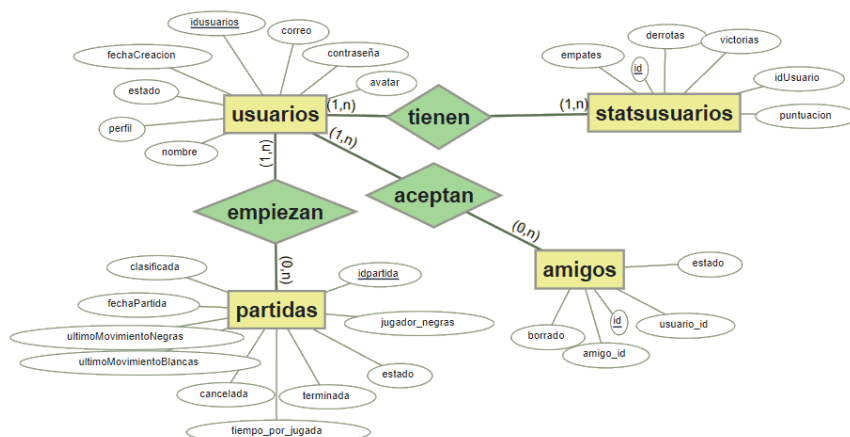 idusuarios
correo
derrotas
victorias
fechaCreacion
contraseña
empates
id
estado
avatar
idUsuario
usuarios
(1,n)
tienen
(1,n)
statsusuarios
puntuacion
perfil
(1,n)
nombre
(1,n)
aceptan
empiezan
(0,n)
clasificada
(0,n)
idpartida
amigos
estado
fechaPartida
partidas
jugador_negras
id
usuario_id
ultimoMovimientoNegras
borrado
amigo_id
ultimoMovimientoBlancas
estado
cancelada
terminada
tiempo_por_jugada